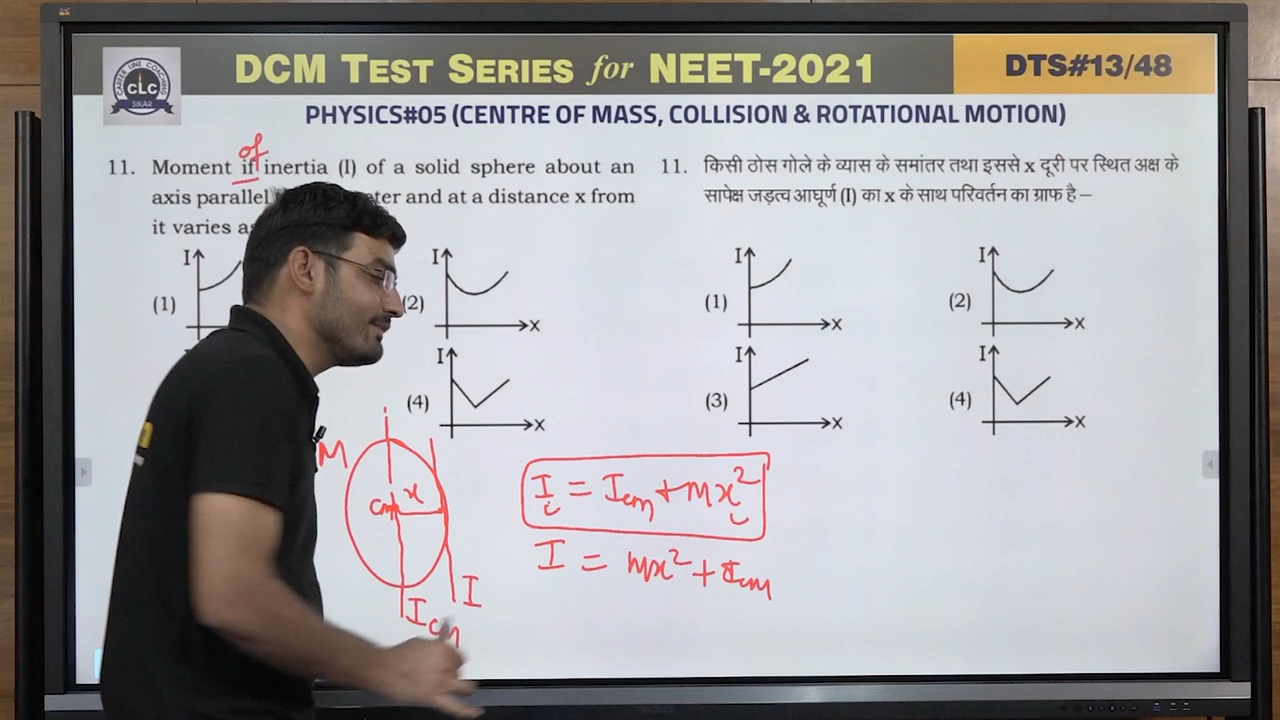 CAREER LINE COACHING
CLC
SIKAR
DCM TEST SERIES for NEET-2021
DTS#13/48
PHYSICS#05 (CENTRE OF MASS, COLLISION & ROTATIONAL MOTION)
of
11. Moment if inertia (I) of a solid sphere about an
axis parallel and at a distance x from
it varies
I
(1)
I
(2)
X
I
(4)
X
11. किसी ठोस गोले के व्यास के समांतर तथा इससे x दूरी पर स्थित अक्ष के
सापेक्ष जड़त्व आघूर्ण (I) का x के साथ परिवर्तन का ग्राफ है –
I
(1)
X
I
(2)
X
I
(3)
X
I
(4)
X
M
cm
x
I
Icm
I = Icm + mx²
I = mx² + Icm